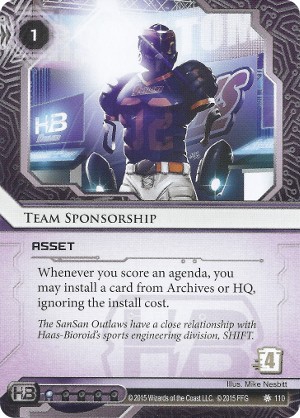 1
HB
TEAM SPONSORSHIP
ASSET
Whenever you score an agenda, you
may install a card from Archives or HQ,
ignoring the install cost.
The SanSan Outlaws have a close relationship with
Haas-Bioroid's sports engineering division, SHIFT.
4
Illus. Mike Nesbitt
HB
© 2015 Wizards of the Coast LLC. © 2015 FFG
110